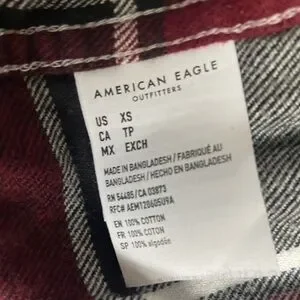 AMERICAN EAGLE
OUTFITTERS
US XS
CA TP
MX EXCH
MADE IN BANGLADESH / FABRIQUÉ AU
BANGLADESH / HECHO EN BANGLADESH
RN 54485 / CA 03873
RFC# AEM120605U9A
EN 100% COTTON
FR 100% COTON
SP 100% algodón